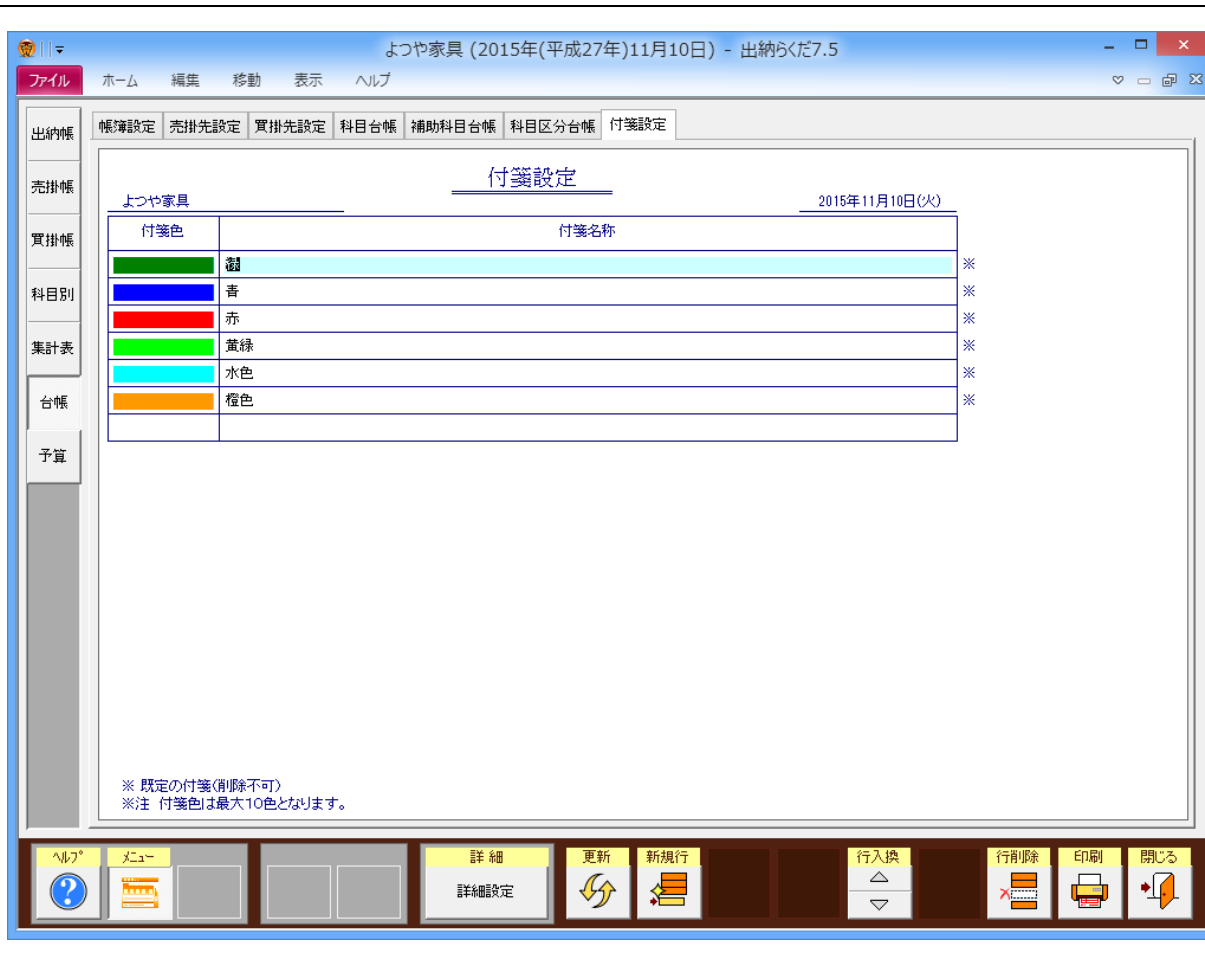 よつや家具 (2015年(平成27年)11月10日) - 出納らくだ7.5
ファイル ホーム 編集 移動 表示 ヘルプ
出納帳
売掛帳
買掛帳
科目別
集計表
台帳
予算
帳簿設定 売掛先設定 買掛先設定 科目台帳 補助科目台帳 科目区分台帳 付箋設定
付箋設定
よつや家具 2015年11月10日(火)
付箋色 付箋名称
緑 ※
青 ※
赤 ※
黄緑 ※
水色 ※
橙色 ※
※ 既定の付箋(削除不可)
※注 付箋色は最大10色となります。
ヘルプ メニュー 詳細 更新 新規行 行入換 行削除 印刷 閉じる
詳細設定